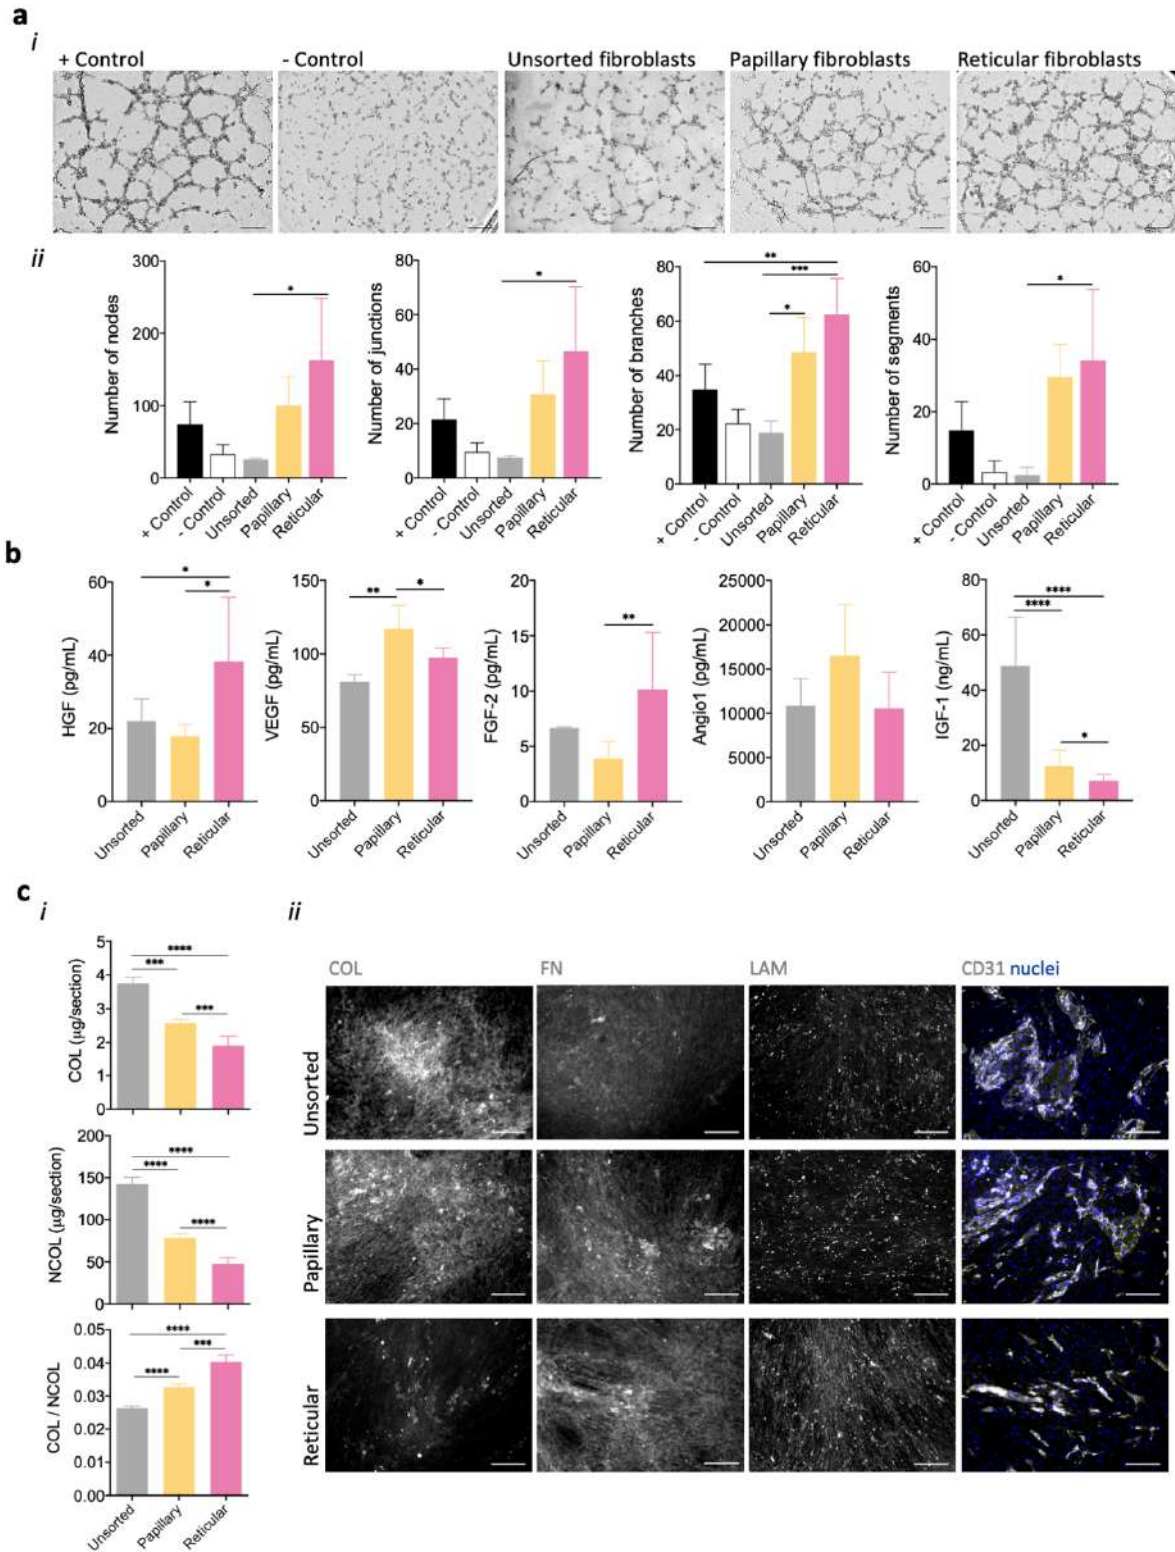 a
i
+ Control
- Control
Unsorted fibroblasts
Papillary fibroblasts
Reticular fibroblasts
ii
Number of nodes
300
200
100
0
*
+ Control
- Control
Unsorted
Papillary
Reticular
Number of junctions
80
60
40
20
0
*
+ Control
- Control
Unsorted
Papillary
Reticular
Number of branches
80
60
40
20
0
**
***
*
+ Control
- Control
Unsorted
Papillary
Reticular
Number of segments
60
40
20
0
*
+ Control
- Control
Unsorted
Papillary
Reticular
b
HGF (pg/mL)
60
40
20
0
*
*
Unsorted
Papillary
Reticular
VEGF (pg/mL)
150
100
50
0
**
*
Unsorted
Papillary
Reticular
FGF-2 (pg/mL)
20
15
10
5
0
**
Unsorted
Papillary
Reticular
Angio1 (pg/mL)
25000
20000
15000
10000
5000
0
Unsorted
Papillary
Reticular
IGF-1 (ng/mL)
80
60
40
20
0
****
****
*
Unsorted
Papillary
Reticular
c
i
COL (µg/section)
5
4
3
2
1
0
****
***
***
NCOL (µg/section)
200
150
100
50
0
****
****
****
COL / NCOL
0.05
0.04
0.03
0.02
0.01
0.00
****
***
****
Unsorted
Papillary
Reticular
ii
COL
FN
LAM
CD31 nuclei
Unsorted
Papillary
Reticular